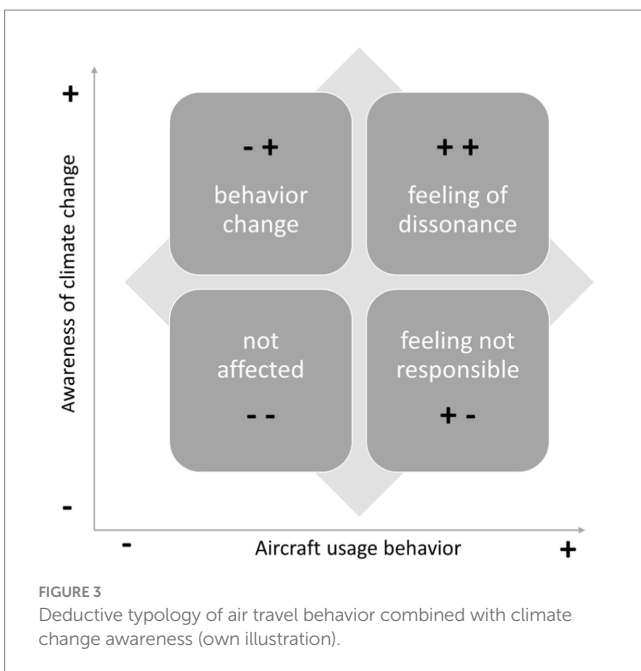 +
Awareness of climate change
-
- +
behavior
change
+ +
feeling of
dissonance
not
affected
- -
feeling not
responsible
+ -
-
Aircraft usage behavior
+
FIGURE 3
Deductive typology of air travel behavior combined with climate
change awareness (own illustration).